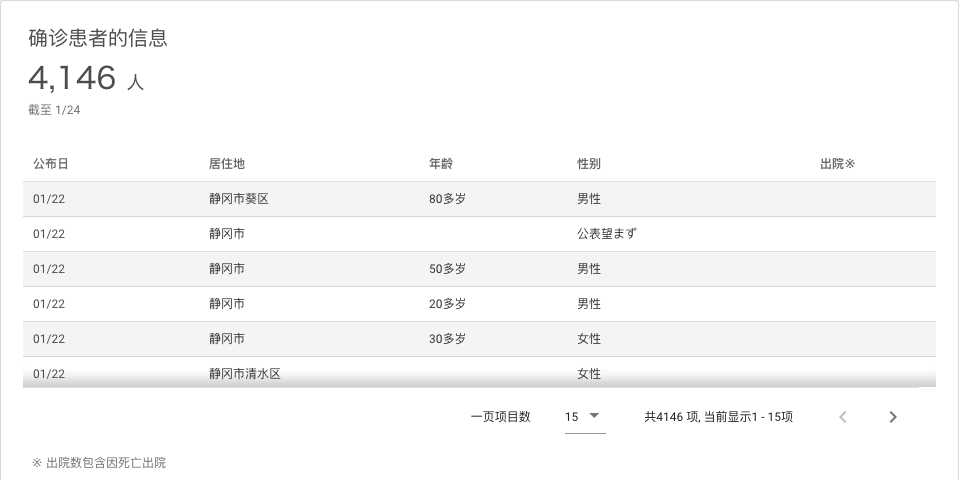 确诊患者的信息
4,146 人
截至 1/24
公布日 居住地 年龄 性别 出院※
01/22 静冈市葵区 80多岁 男性
01/22 静冈市 公表望まず
01/22 静冈市 50多岁 男性
01/22 静冈市 20多岁 男性
01/22 静冈市 30多岁 女性
01/22 静冈市清水区 女性
一页项目数 15 共4146 项, 当前显示1 - 15项
※ 出院数包含因死亡出院